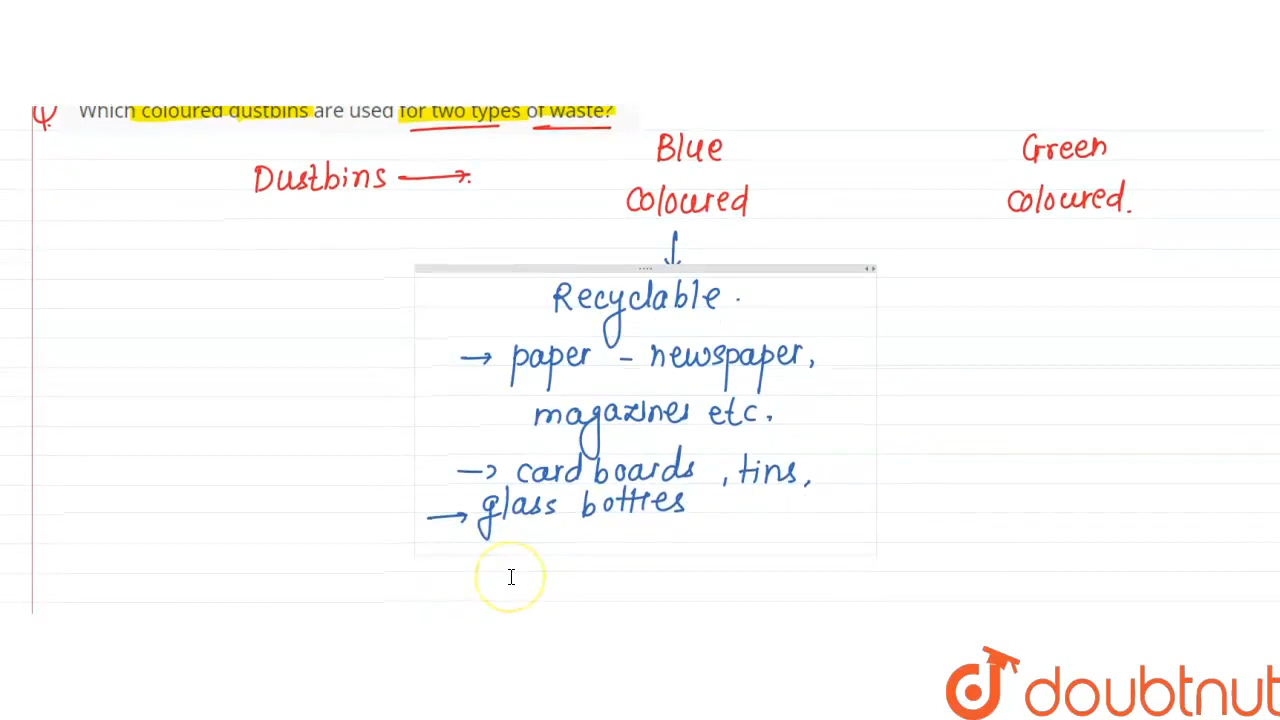 Q. Which coloured dustbins are used for two types of waste?
Dustbins → Blue Coloured Green Coloured.
↓
Recyclable.
→ paper - newspaper,
magazines etc.
→ cardboards, tins,
→ glass bottles
doubtnut